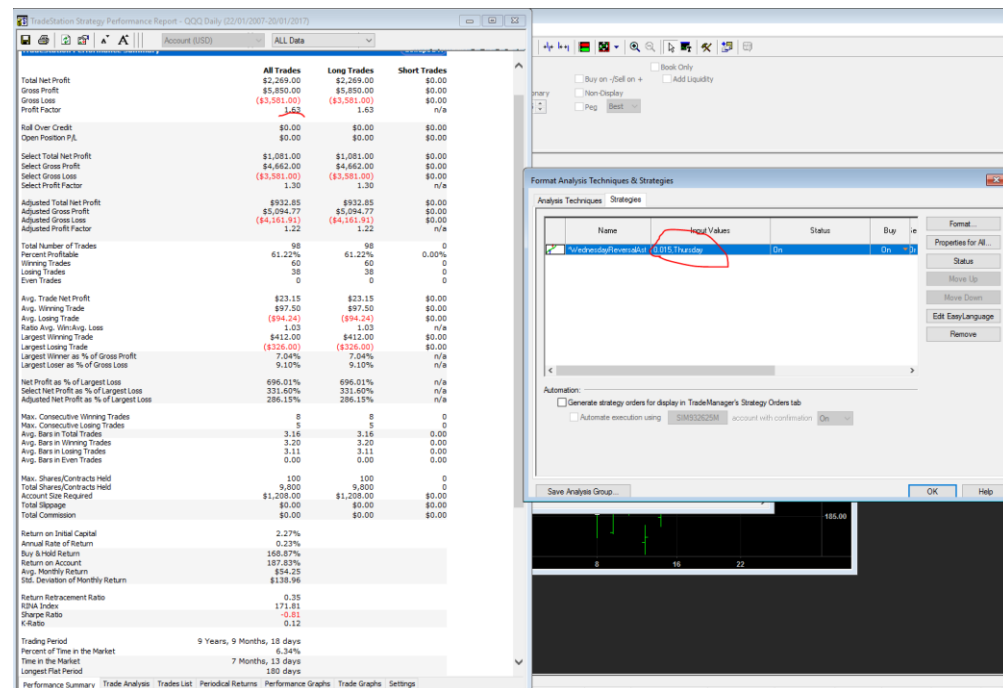 TradeStation Strategy Performance Report - QQQ Daily (22/01/2007-20/01/2017)
Account (USD) ALL Data
All Trades Long Trades Short Trades
Total Net Profit $2,269.00 $2,269.00 $0.00
Gross Profit $5,850.00 $5,850.00 $0.00
Gross Loss ($3,581.00) ($3,581.00) $0.00
Profit Factor 1.63 1.63 n/a
Roll Over Credit $0.00 $0.00 $0.00
Open Position P/L $0.00 $0.00 $0.00
Select Total Net Profit $1,081.00 $1,081.00 $0.00
Select Gross Profit $4,662.00 $4,662.00 $0.00
Select Gross Loss ($3,581.00) ($3,581.00) $0.00
Select Profit Factor 1.30 1.30 n/a
Adjusted Total Net Profit $932.85 $932.85 $0.00
Adjusted Gross Profit $5,094.77 $5,094.77 $0.00
Adjusted Gross Loss ($4,161.91) ($4,161.91) $0.00
Adjusted Profit Factor 1.22 1.22 n/a
Total Number of Trades 98 98 0
Percent Profitable 61.22% 61.22% 0.00%
Winning Trades 60 60 0
Losing Trades 38 38 0
Even Trades 0 0 0
Avg. Trade Net Profit $23.15 $23.15 $0.00
Avg. Winning Trade $97.50 $97.50 $0.00
Avg. Losing Trade ($94.24) ($94.24) $0.00
Ratio Avg. Win:Avg. Loss 1.03 1.03 n/a
Largest Winning Trade $412.00 $412.00 $0.00
Largest Losing Trade ($326.00) ($326.00) $0.00
Largest Winner as % of Gross Profit 7.04% 7.04% n/a
Largest Loser as % of Gross Loss 9.10% 9.10% n/a
Net Profit as % of Largest Loss 696.01% 696.01% n/a
Select Net Profit as % of Largest Loss 331.60% 331.60% n/a
Adjusted Net Profit as % of Largest Loss 286.15% 286.15% n/a
Max. Consecutive Winning Trades 8 8 0
Max. Consecutive Losing Trades 5 5 0
Avg. Bars in Total Trades 3.16 3.16 0.00
Avg. Bars in Winning Trades 3.20 3.20 0.00
Avg. Bars in Losing Trades 3.11 3.11 0.00
Avg. Bars in Even Trades 0.00 0.00 0.00
Max. Shares/Contracts Held 100 100 0
Total Shares/Contracts Held 9,800 9,800 0
Account Size Required $1,208.00 $1,208.00 $0.00
Total Slippage $0.00 $0.00 $0.00
Total Commission $0.00 $0.00 $0.00
Return on Initial Capital 2.27%
Annual Rate of Return 0.23%
Buy & Hold Return 168.87%
Return on Account 187.83%
Avg. Monthly Return $54.25
Std. Deviation of Monthly Return $138.96
Return Retracement Ratio 0.35
RINA Index 171.81
Sharpe Ratio -0.81
K-Ratio 0.12
Trading Period 9 Years, 9 Months, 18 days
Percent of Time in the Market 6.34%
Time in the Market 7 Months, 13 days
Longest Flat Period 180 days
Performance Summary Trade Analysis Trades List Periodical Returns Performance Graphs Trade Graphs Settings
Book Only
Buy on -/Sell on + Add Liquidity
Non-Display
Peg Best
Format Analysis Techniques & Strategies
Analysis Techniques Strategies
Name Input Values Status Buy
*WednesdayReversalAst 0.015,Thursday On On
Format...
Properties for All...
Status
Move Up
Move Down
Edit EasyLanguage
Remove
Automation:
Generate strategy orders for display in TradeManager's Strategy Orders tab
Automate execution using SIM932625M account with confirmation On
Save Analysis Group... OK Help
185.00
8 16 22